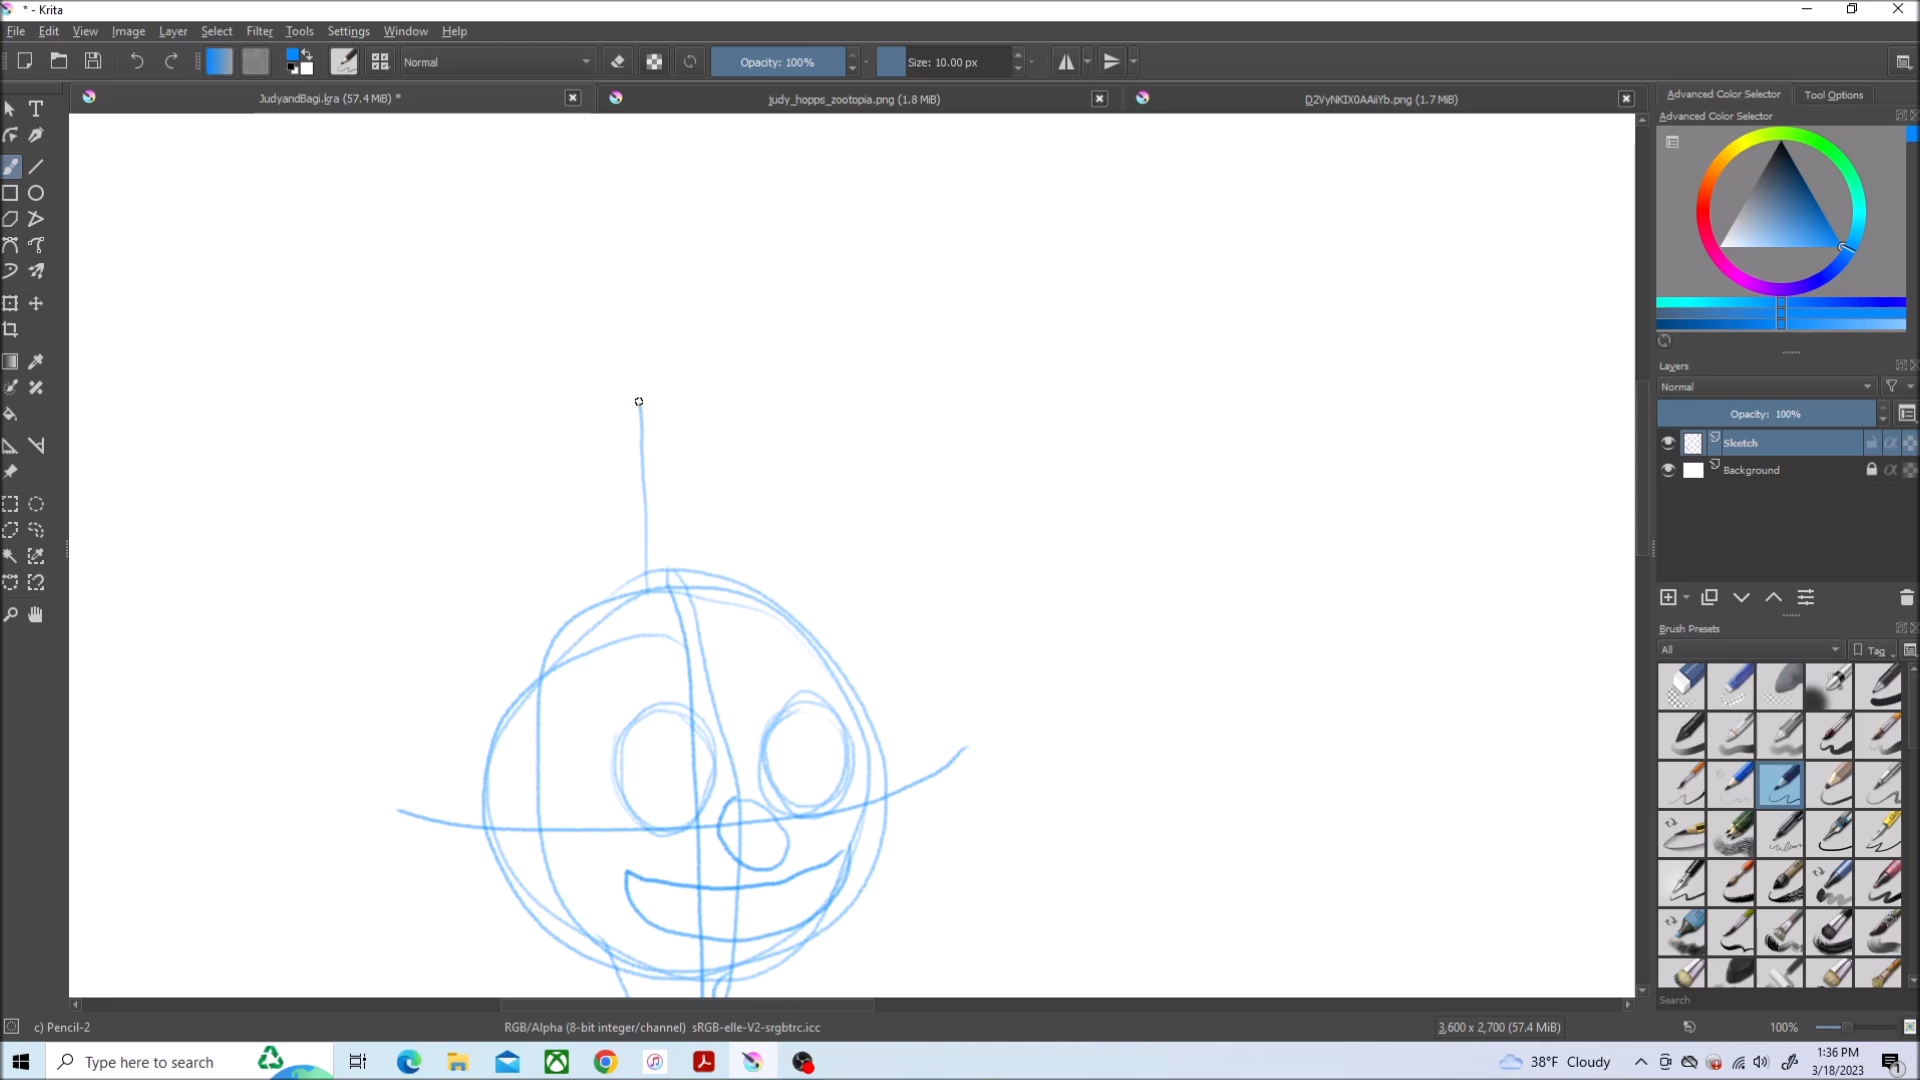 * - Krita
File Edit View Image Layer Select Filter Filter Tools Settings Window Help
Normal
Opacity: 100%
Size: 10.00 px
JudyandBagi.kra (57.4 MiB) *
judy_hopps_zootopia.png (1.8 MiB)
D2VyNKIX0AAiiYb.png (1.7 MiB)
Advanced Color Selector
Tool Options
Advanced Color Selector
Layers
Normal
Opacity: 100%
Sketch
Background
Brush Presets
All
Tag
Search
c) Pencil-2
RGB/Alpha (8-bit integer/channel) sRGB-elle-V2-srgbtrc.icc
3,600 x 2,700 (57.4 MiB)
100%
Type here to search
38°F Cloudy
1:36 PM
3/18/2023
1